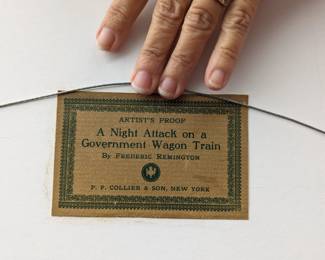 ARTIST'S PROOF
A Night Attack on a
Government Wagon Train
By Frederic Remington
P. F. COLLIER & SON, NEW YORK